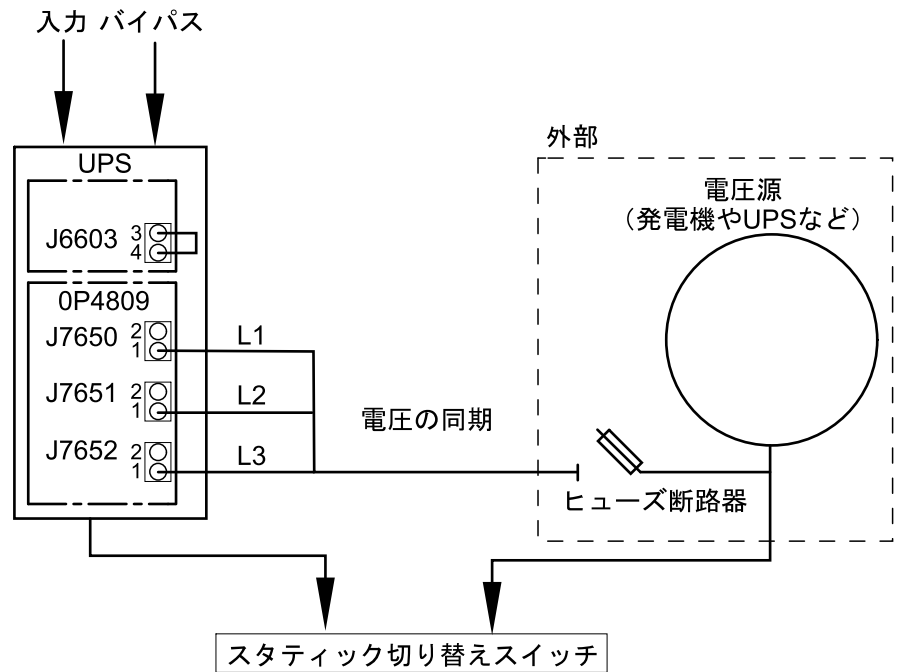 入力 バイパス
UPS
J6603 3
4
0P4809
J7650 2
1
L1
J7651 2
1
L2
J7652 2
1
L3
電圧の同期
外部
電圧源
（発電機やUPSなど）
ヒューズ断路器
スタティック切り替えスイッチ